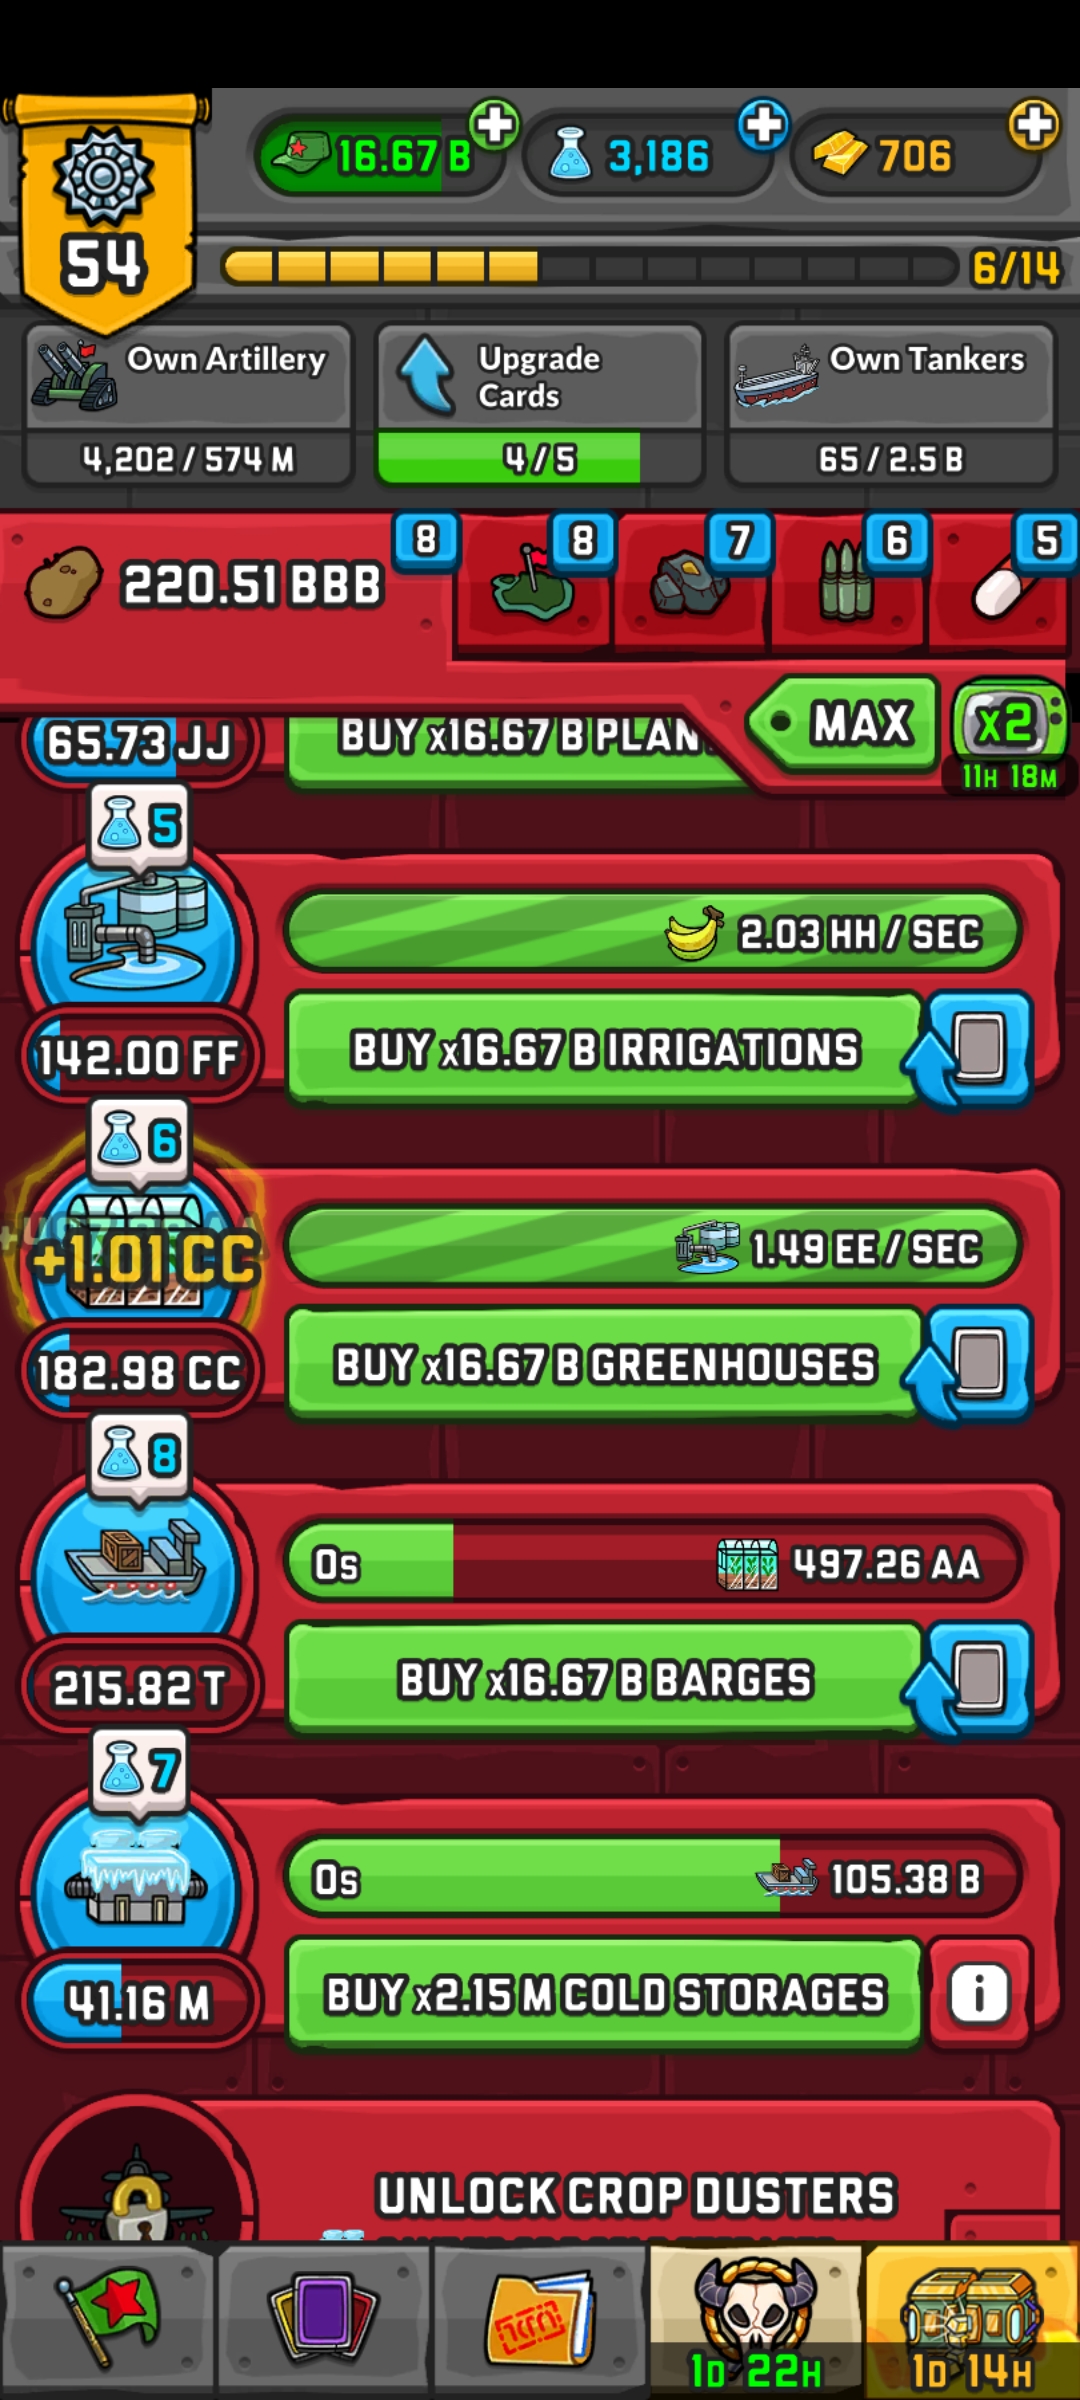 54
16.67 B
3,186
706
6/14
Own Artillery
4,202 / 574 M
Upgrade
Cards
4 / 5
Own Tankers
65 / 2.5 B
220.51 BBB
8
8
7
6
5
MAX
x2
11H 18M
65.73 JJ
BUY x16.67 B PLAN
5
2.03 HH / SEC
142.00 FF
BUY x16.67 B IRRIGATIONS
6
+1.01 CC
1.49 EE / SEC
182.98 CC
BUY x16.67 B GREENHOUSES
8
0s
497.26 AA
215.82 T
BUY x16.67 B BARGES
7
0s
105.38 B
41.16 M
BUY x2.15 M COLD STORAGES
i
UNLOCK CROP DUSTERS
1D 22H
1D 14H